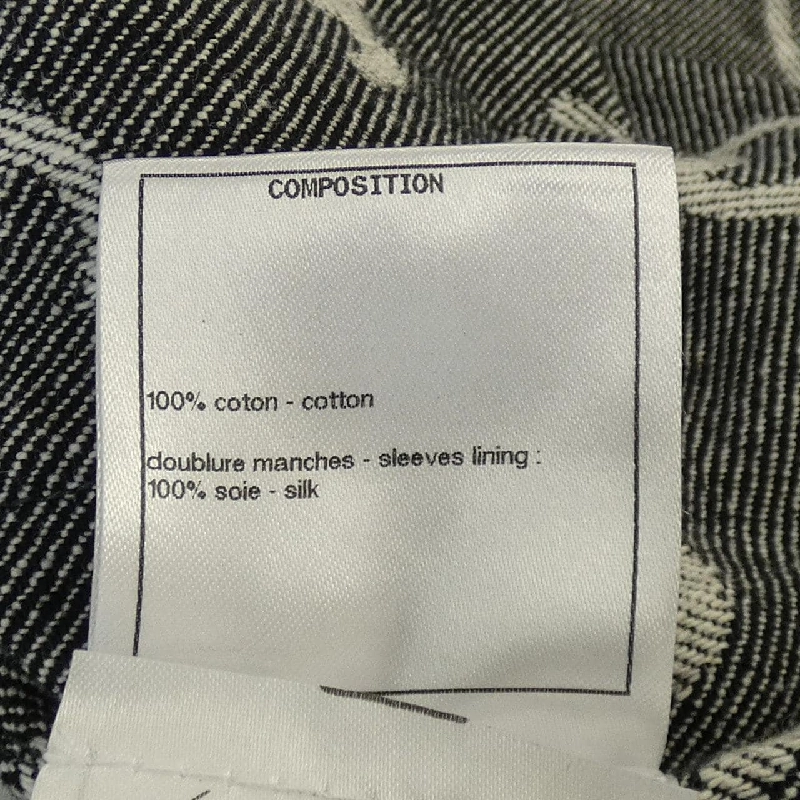 COMPOSITION
100% coton - cotton
doublure manches - sleeves lining :
100% soie - silk